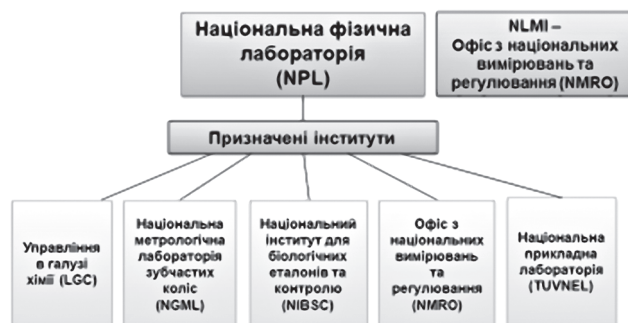 Національна фізична
лабораторія
(NPL)
NLMI –
Офіс з національних
вимірювань та
регулювання (NMRO)
Призначені інститути
Управління
в галузі
хімії (LGC)
Національна
метрологічна
лабораторія
зубчастих
коліс
(NGML)
Національний
інститут для
біологічних
еталонів та
контролю
(NIBSC)
Офіс з
національних
вимірювань
та
регулювання
(NMRO)
Національна
прикладна
лабораторія
(TUVNEL)